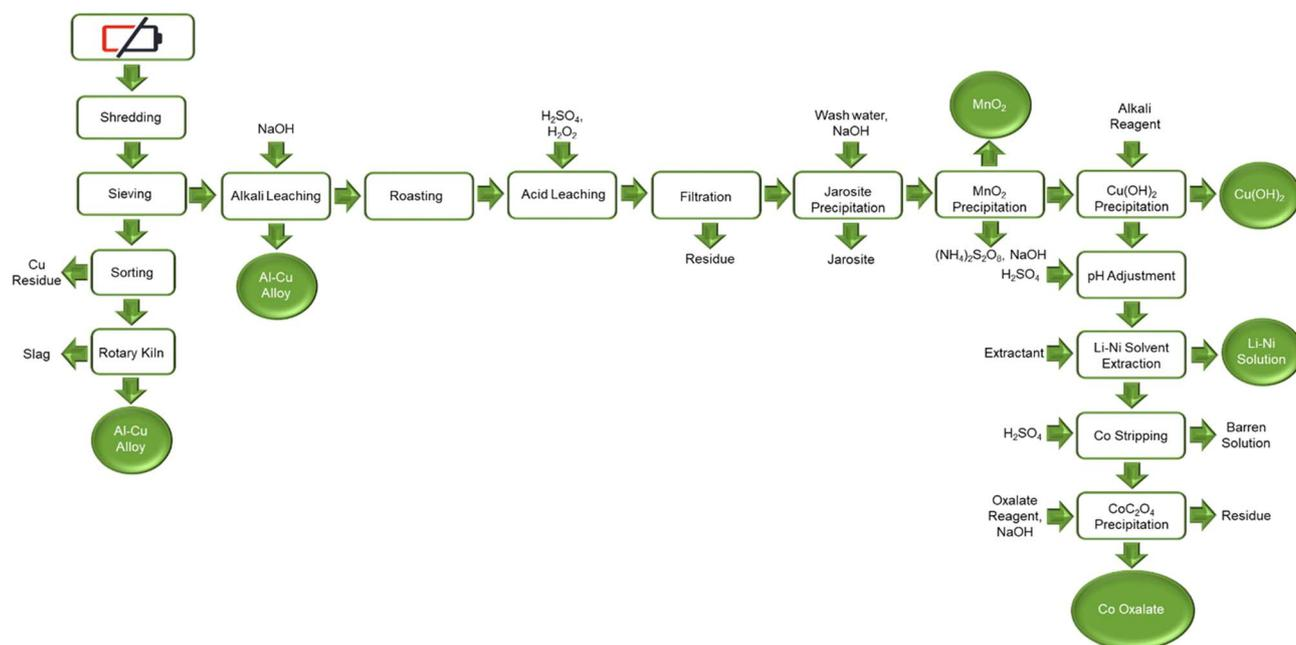 Shredding
NaOH
H₂SO₄,
H₂O₂
Wash water,
NaOH
MnO₂
Alkali
Reagent
Sieving
Alkali Leaching
Roasting
Acid Leaching
Filtration
Jarosite
Precipitation
MnO₂
Precipitation
Cu(OH)₂
Precipitation
Cu(OH)₂
Cu
Residue
Sorting
Al-Cu
Alloy
Residue
Jarosite
(NH₄)₂S₂O₈, NaOH
H₂SO₄
pH Adjustment
Slag
Rotary Kiln
Extractant
Li-Ni Solvent
Extraction
Li-Ni
Solution
Al-Cu
Alloy
H₂SO₄
Co Stripping
Barren
Solution
Oxalate
Reagent,
NaOH
CoC₂O₄
Precipitation
Residue
Co Oxalate